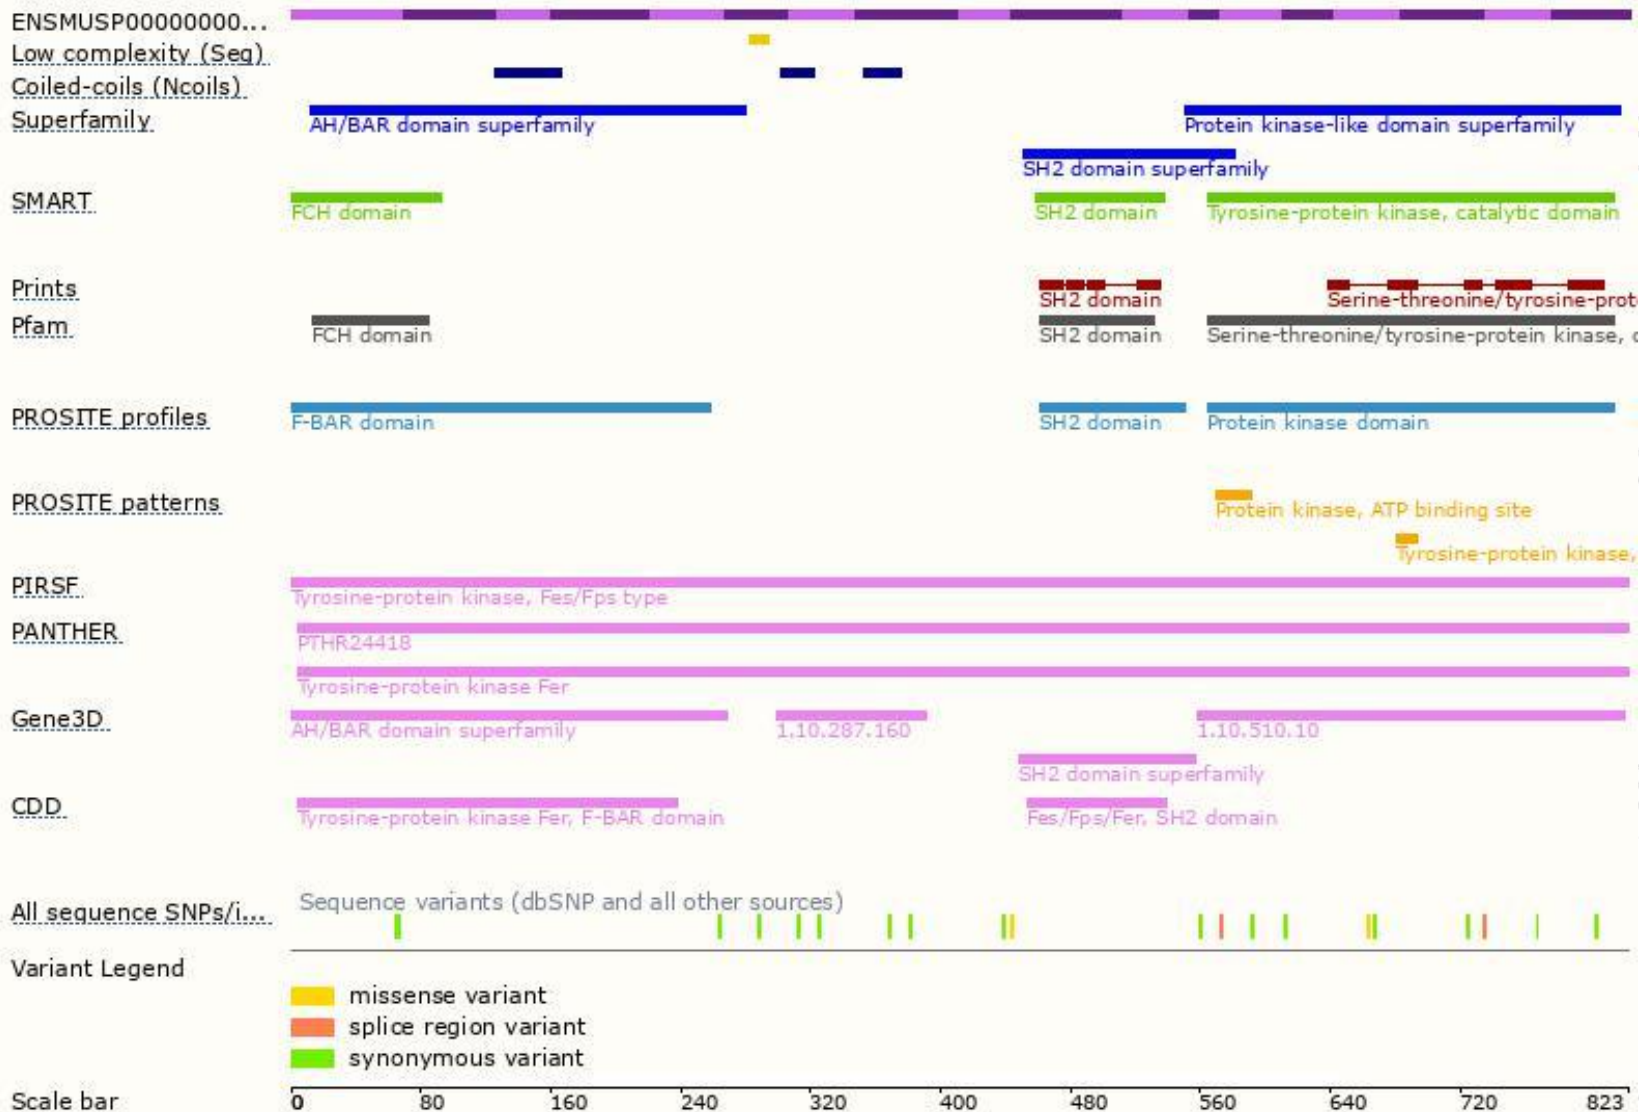 ENSMUSP00000000...
Low complexity (Seg)
Coiled-coils (Ncoils)
Superfamily
AH/BAR domain superfamily
Protein kinase-like domain superfamily
SH2 domain superfamily
SMART
FCH domain
SH2 domain
Tyrosine-protein kinase, catalytic domain
Prints
SH2 domain
Serine-threonine/tyrosine-prot
Pfam
FCH domain
SH2 domain
Serine-threonine/tyrosine-protein kinase, c
PROSITE profiles
F-BAR domain
SH2 domain
Protein kinase domain
PROSITE patterns
Protein kinase, ATP binding site
Tyrosine-protein kinase,
PIRSF
Tyrosine-protein kinase, Fes/Fps type
PANTHER
PTHR24418
Tyrosine-protein kinase Fer
Gene3D
AH/BAR domain superfamily
1.10.287.160
1.10.510.10
SH2 domain superfamily
CDD
Tyrosine-protein kinase Fer, F-BAR domain
Fes/Fps/Fer, SH2 domain
All sequence SNPs/i...
Sequence variants (dbSNP and all other sources)
Variant Legend
missense variant
splice region variant
synonymous variant
Scale bar
0 80 160 240 320 400 480 560 640 720 823